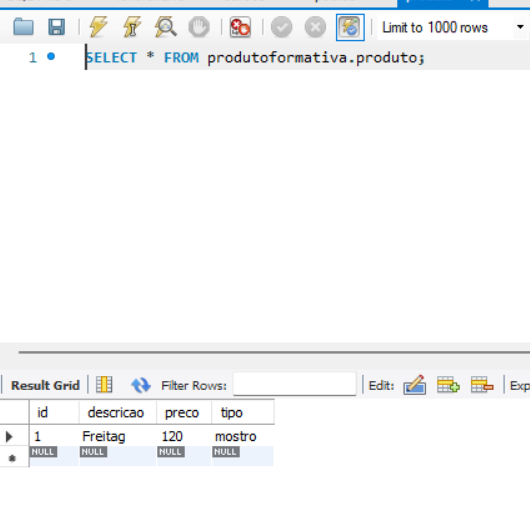 Limit to 1000 rows
1 SELECT * FROM produtoformativa.produto;
Result Grid Filter Rows: Edit: Exp
id descricao preco tipo
1 Freitag 120 mostro
NULL NULL NULL NULL